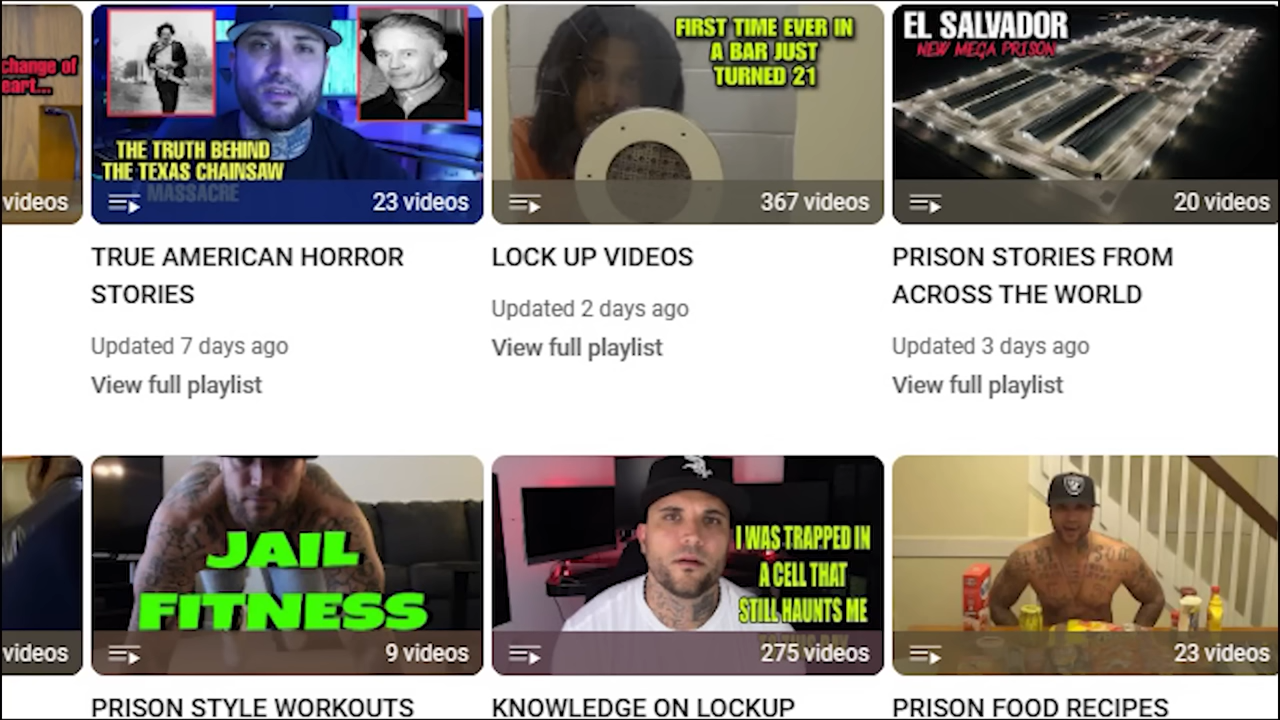 change of
eart...
videos
THE TRUTH BEHIND
THE TEXAS CHAINSAW
MASSACRE
23 videos
TRUE AMERICAN HORROR
STORIES
Updated 7 days ago
View full playlist
FIRST TIME EVER IN
A BAR JUST
TURNED 21
367 videos
LOCK UP VIDEOS
Updated 2 days ago
View full playlist
EL SALVADOR
NEW MEGA PRISON
20 videos
PRISON STORIES FROM
ACROSS THE WORLD
Updated 3 days ago
View full playlist
videos
JAIL
FITNESS
9 videos
PRISON STYLE WORKOUTS
I WAS TRAPPED IN
A CELL THAT
STILL HAUNTS ME
TO THIS DAY
275 videos
KNOWLEDGE ON LOCKUP
23 videos
PRISON FOOD RECIPES